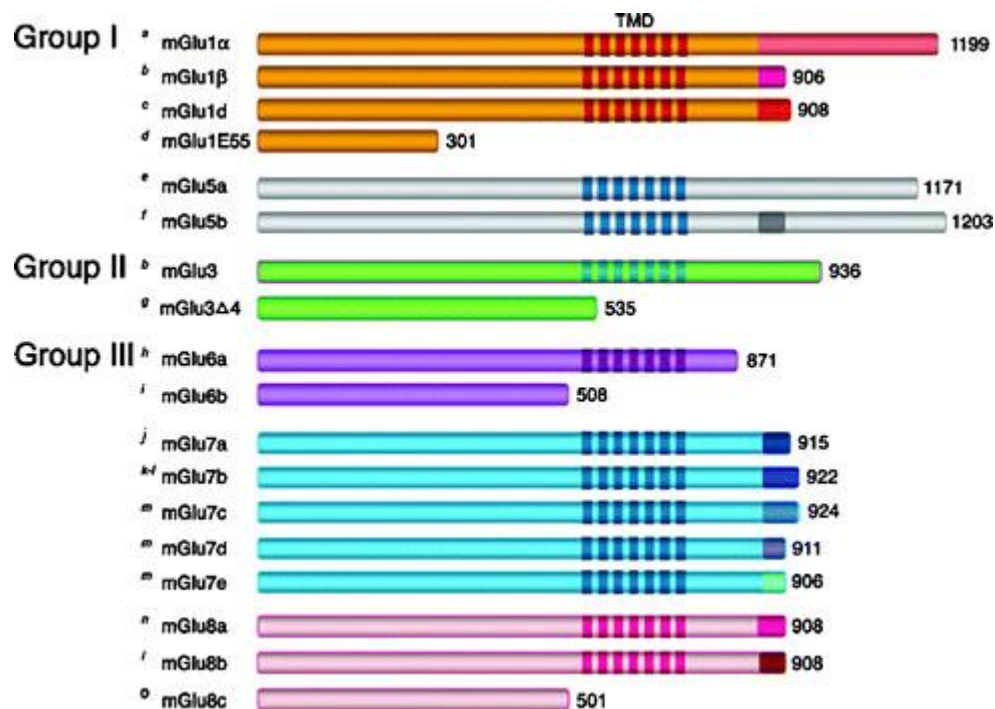 TMD
Group I a mGlu1α 1199
b mGlu1β 906
c mGlu1d 908
d mGlu1E55 301
e mGlu5a 1171
f mGlu5b 1203
Group II b mGlu3 936
g mGlu3Δ4 535
Group III h mGlu6a 871
i mGlu6b 508
j mGlu7a 915
k-l mGlu7b 922
m mGlu7c 924
m mGlu7d 911
m mGlu7e 906
n mGlu8a 908
mGlu8b 908
o mGlu8c 501